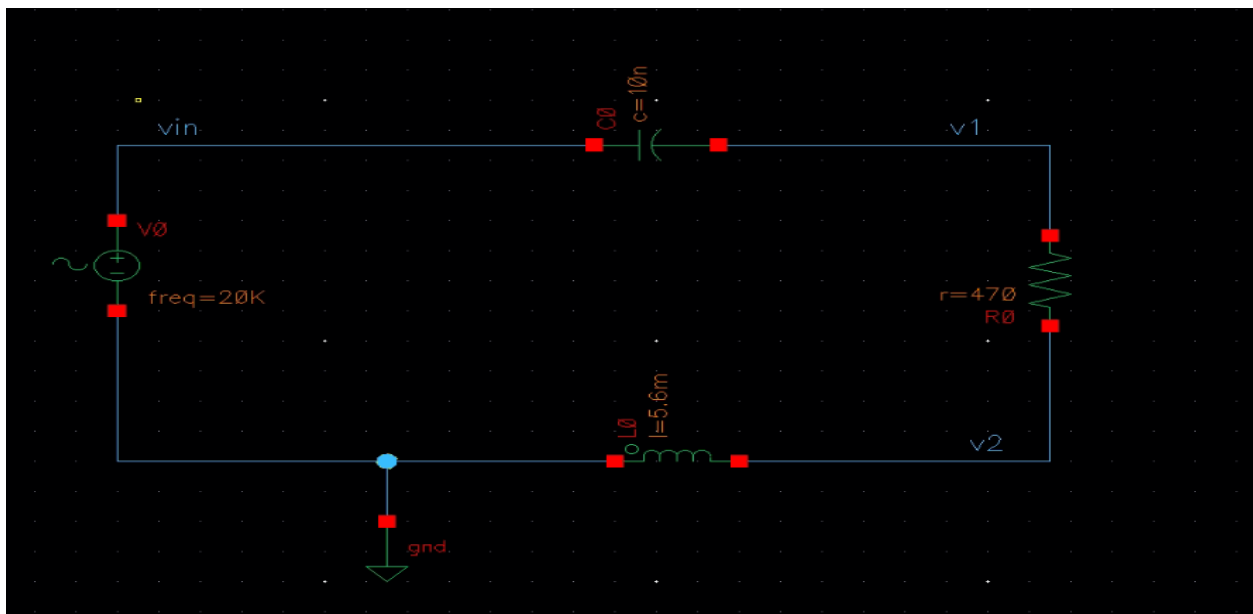 vin
C0
c=10n
v1
V0
freq=20K
r=470
R0
L0
l=5.6m
v2
gnd